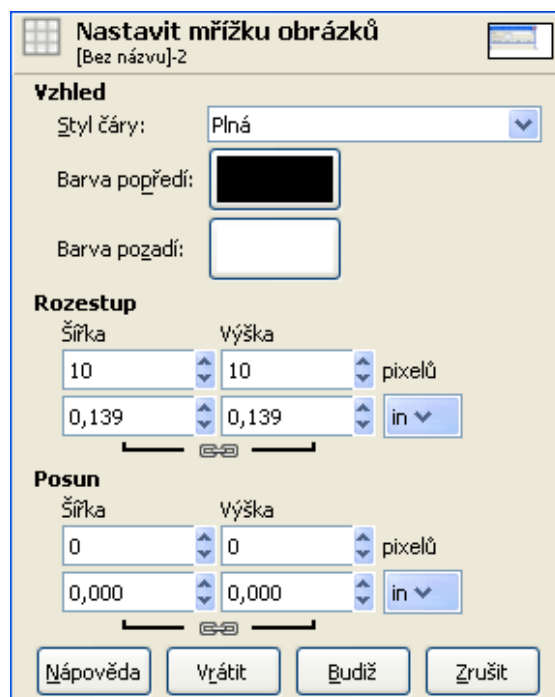 Nastavit mřížku obrázků
[Bez názvu]-2
Vzhled
Styl čáry: Plná
Barva popředí:
Barva pozadí:
Rozestup
Šířka Výška
10 10 pixelů
0,139 0,139 in
Posun
Šířka Výška
0 0 pixelů
0,000 0,000 in
Nápověda Vrátit Budiž Zrušit